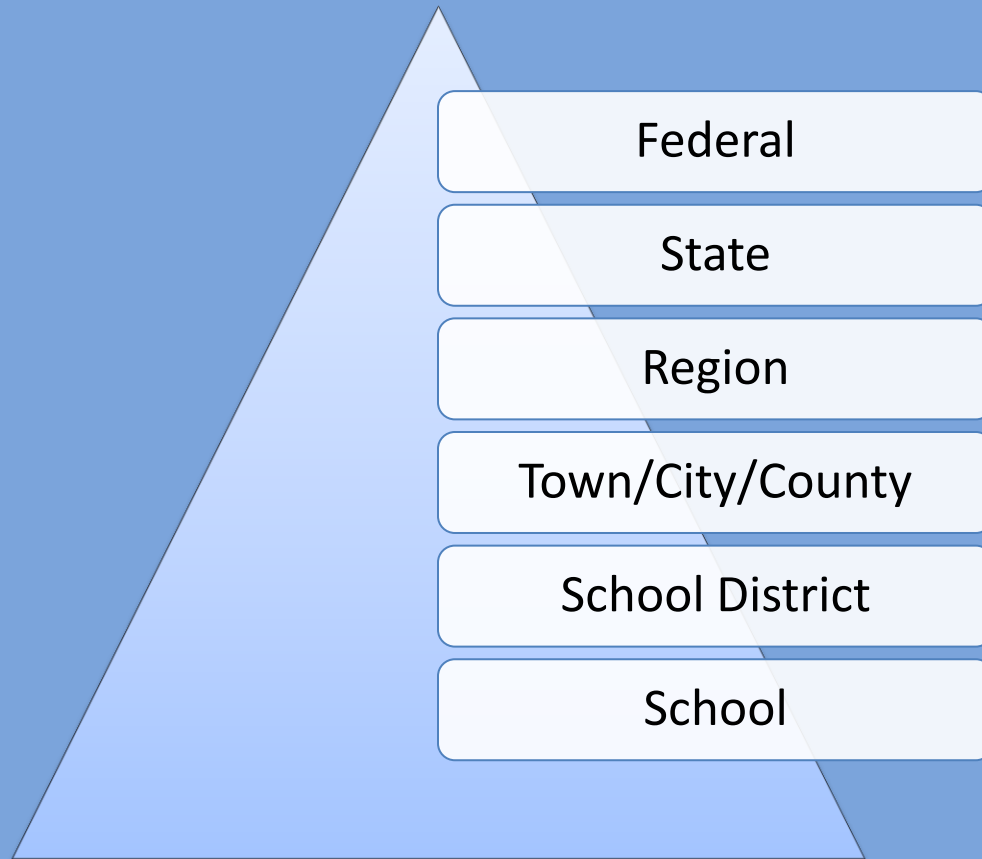 Federal
State
Region
Town/City/County
School District
School